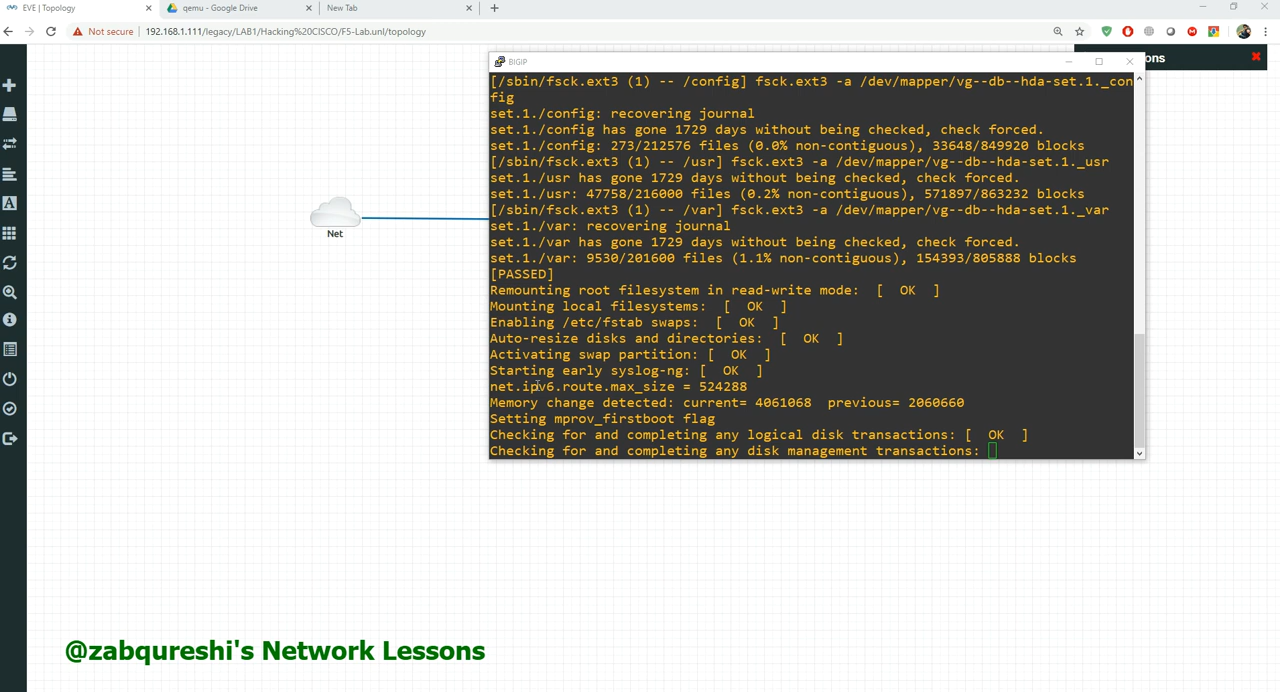 EVE | Topology
qemu - Google Drive
New Tab
Not secure
192.168.1.111/legacy/LAB1/Hacking%20CISCO/F5-Lab.unl/topology
ons
BIGIP
[/sbin/fsck.ext3 (1) -- /config] fsck.ext3 -a /dev/mapper/vg--db--hda-set.1._con
fig
set.1./config: recovering journal
set.1./config has gone 1729 days without being checked, check forced.
set.1./config: 273/212576 files (0.0% non-contiguous), 33648/849920 blocks
[/sbin/fsck.ext3 (1) -- /usr] fsck.ext3 -a /dev/mapper/vg--db--hda-set.1._usr
set.1./usr has gone 1729 days without being checked, check forced.
set.1./usr: 47758/216000 files (0.2% non-contiguous), 571897/863232 blocks
[/sbin/fsck.ext3 (1) -- /var] fsck.ext3 -a /dev/mapper/vg--db--hda-set.1._var
set.1./var: recovering journal
set.1./var has gone 1729 days without being checked, check forced.
set.1./var: 9530/201600 files (1.1% non-contiguous), 154393/805888 blocks
[PASSED]
Remounting root filesystem in read-write mode:  [  OK  ]
Mounting local filesystems:  [  OK  ]
Enabling /etc/fstab swaps:  [  OK  ]
Auto-resize disks and directories:  [  OK  ]
Activating swap partition: [  OK  ]
Starting early syslog-ng: [  OK  ]
net.ipv6.route.max_size = 524288
Memory change detected: current= 4061068  previous= 2060660
Setting mprov_firstboot flag
Checking for and completing any logical disk transactions: [  OK  ]
Checking for and completing any disk management transactions:
Net
@zabqureshi's Network Lessons